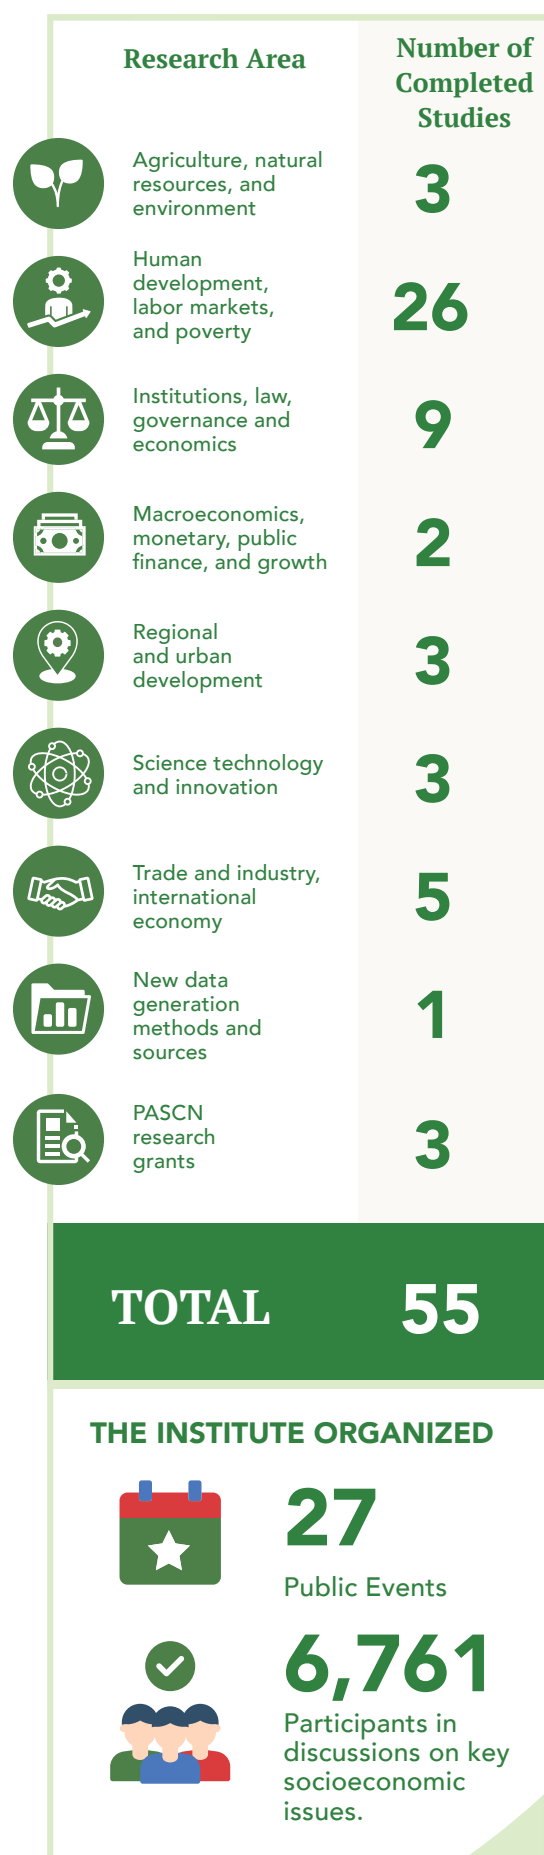 Research Area
Number of
Completed
Studies
Agriculture, natural
resources, and
environment
3
Human
development,
labor markets,
and poverty
26
Institutions, law,
governance and
economics
9
Macroeconomics,
monetary, public
finance, and growth
2
Regional
and urban
development
3
Science technology
and innovation
3
Trade and industry,
international
economy
5
New data
generation
methods and
sources
1
PASCN
research
grants
3
TOTAL 55
THE INSTITUTE ORGANIZED
27
Public Events
6,761
Participants in
discussions on key
socioeconomic
issues.